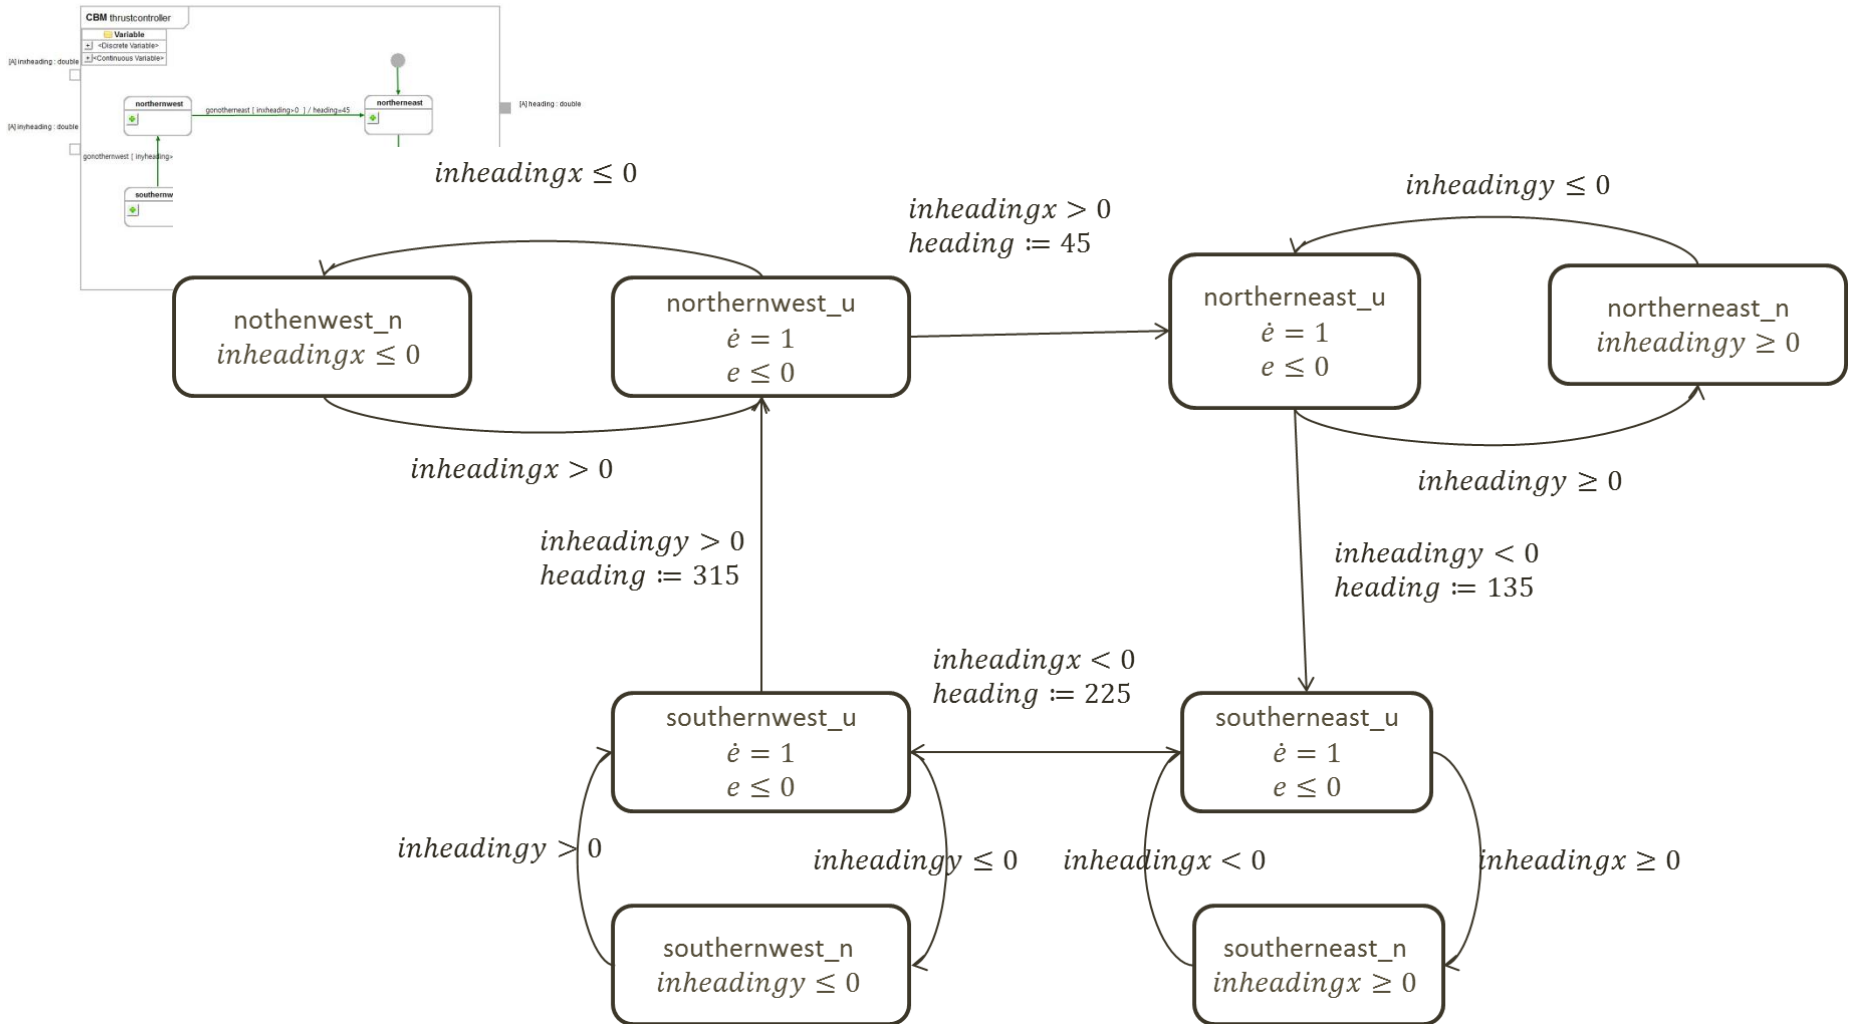 CBM thrustcontroller
Variable
<Discrete Variable>
<Continuous Variable>
[A] inxheading : double
[A] heading : double
northernwest
gonotherneast [ inxheading>0 ] / heading=45
northerneast
[A] inyheading : double
gonothernwest [ inyheading>
southernw
inheadingx ≤ 0
inheadingx > 0
heading ≔ 45
inheadingy ≤ 0
nothenwest_n
inheadingx ≤ 0
northernwest_u
ė = 1
e ≤ 0
northerneast_u
ė = 1
e ≤ 0
northerneast_n
inheadingy ≥ 0
inheadingx > 0
inheadingy ≥ 0
inheadingy > 0
heading ≔ 315
inheadingy < 0
heading ≔ 135
inheadingx < 0
heading ≔ 225
southernwest_u
ė = 1
e ≤ 0
southerneast_u
ė = 1
e ≤ 0
inheadingy > 0
inheadingy ≤ 0
inheadingx < 0
inheadingx ≥ 0
southernwest_n
inheadingy ≤ 0
southerneast_n
inheadingx ≥ 0